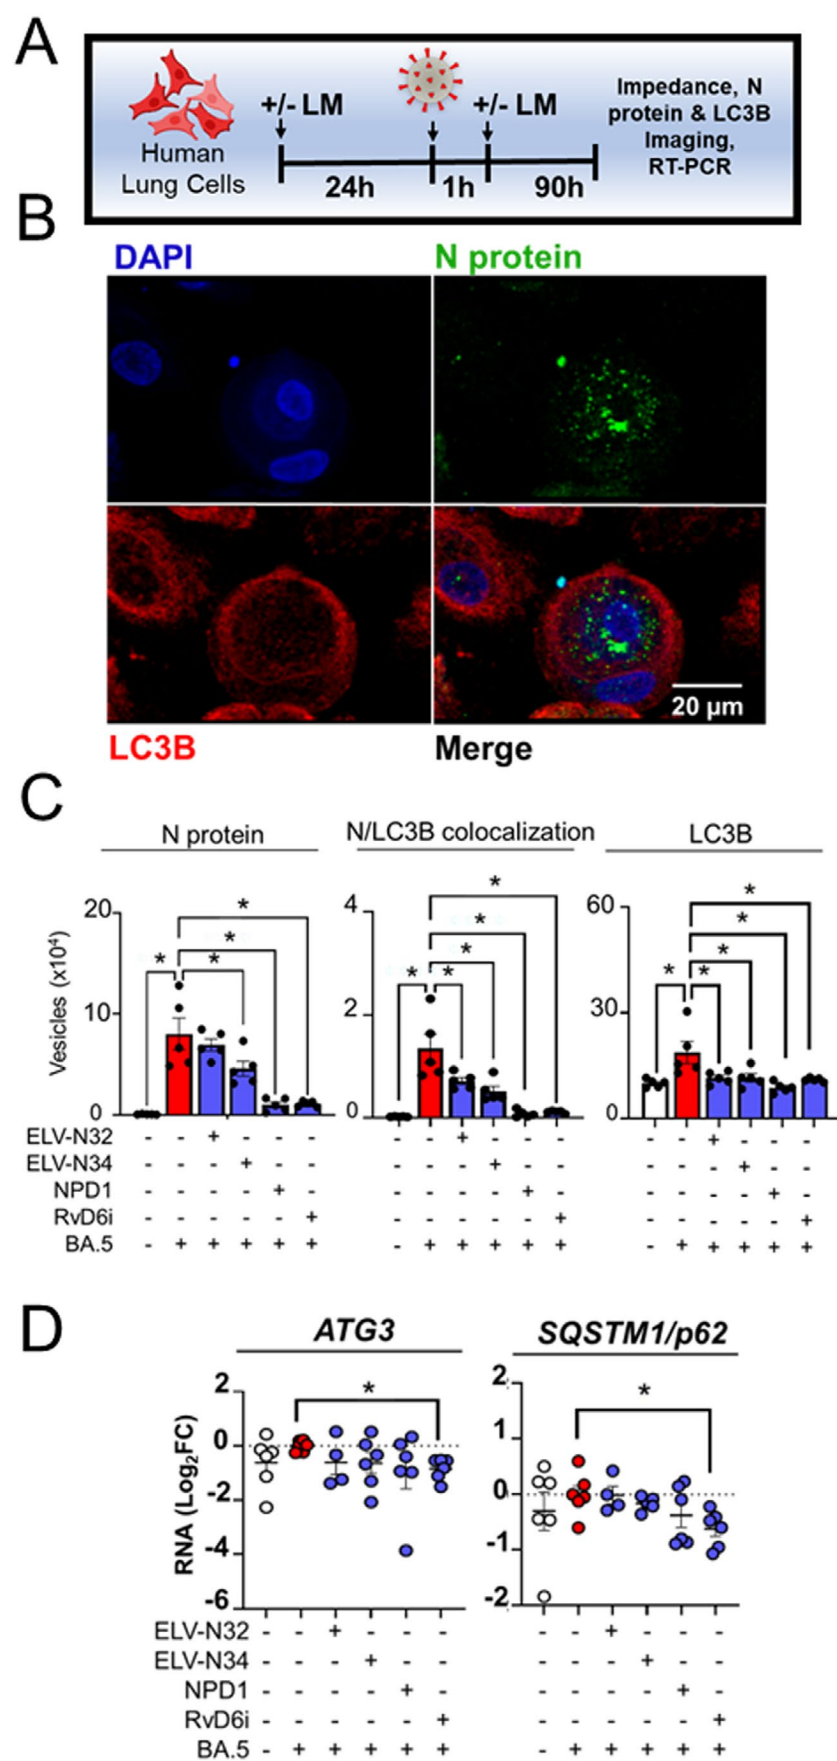 A
+/- LM
+/- LM
Human
Lung Cells
24h
1h
90h
Impedance, N
protein & LC3B
Imaging,
RT-PCR
B
DAPI
N protein
LC3B
Merge
20 µm
C
N protein
N/LC3B colocalization
LC3B
Vesicles (x10⁴)
20
10
0
* * * *
4
2
0
* * * * *
60
30
0
* * * * *
ELV-N32 - - + - - - - - + - - - - - + - - -
ELV-N34 - - - + - - - - - + - - - - - + - -
NPD1 - - - - + - - - - - + - - - - - + -
RvD6i - - - - - + - - - - - + - - - - - +
BA.5 - + + + + + - + + + + + - + + + + +
D
ATG3
SQSTM1/p62
RNA (Log₂FC)
2
0
-2
-4
-6
*
2
1
0
-1
-2
*
ELV-N32 - - + - - - - - + - - -
ELV-N34 - - - + - - - - - + - -
NPD1 - - - - + - - - - - + -
RvD6i - - - - - + - - - - - +
BA.5 - + + + + + - + + + + +